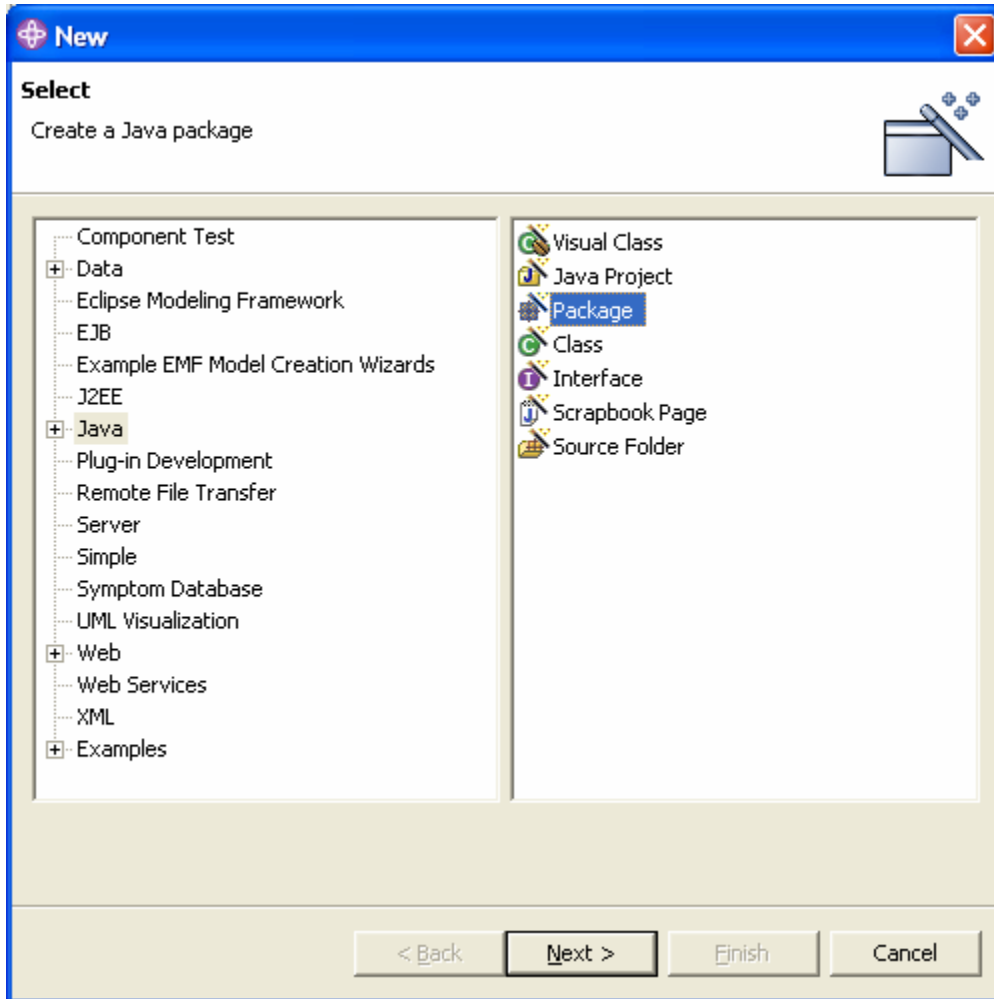 New
Select
Create a Java package
Component Test
Data
Eclipse Modeling Framework
EJB
Example EMF Model Creation Wizards
J2EE
Java
Plug-in Development
Remote File Transfer
Server
Simple
Symptom Database
UML Visualization
Web
Web Services
XML
Examples
Visual Class
Java Project
Package
Class
Interface
Scrapbook Page
Source Folder
< Back
Next >
Finish
Cancel